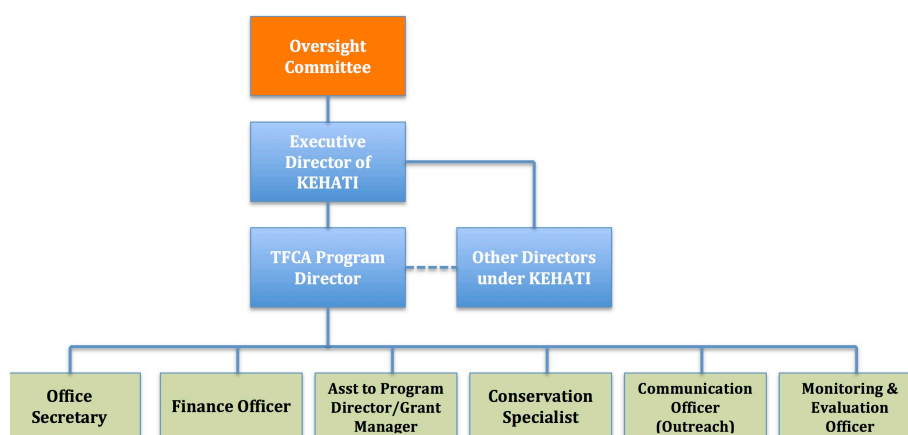 Oversight
Committee
Executive
Director of
KEHATI
TFCA Program
Director
Other Directors
under KEHATI
Office
Secretary
Finance Officer
Asst to Program
Director/Grant
Manager
Conservation
Specialist
Communication
Officer
(Outreach)
Monitoring &
Evaluation
Officer